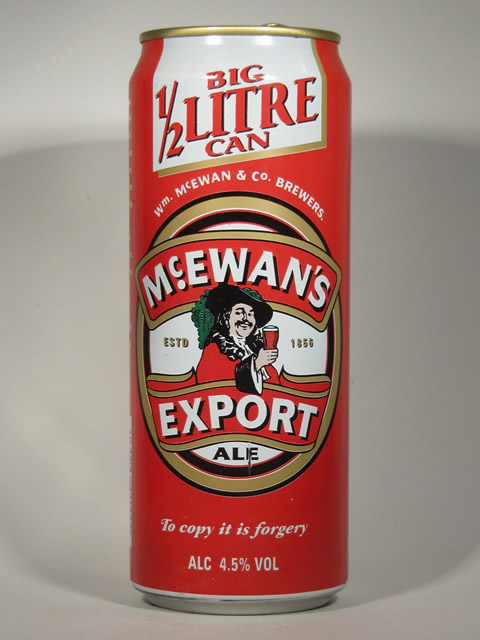 BIG
1/2 LITRE
CAN
Wm. McEWAN & Co. BREWERS.
McEWAN'S
ESTD 1856
EXPORT
ALE
To copy it is forgery
ALC 4.5% VOL